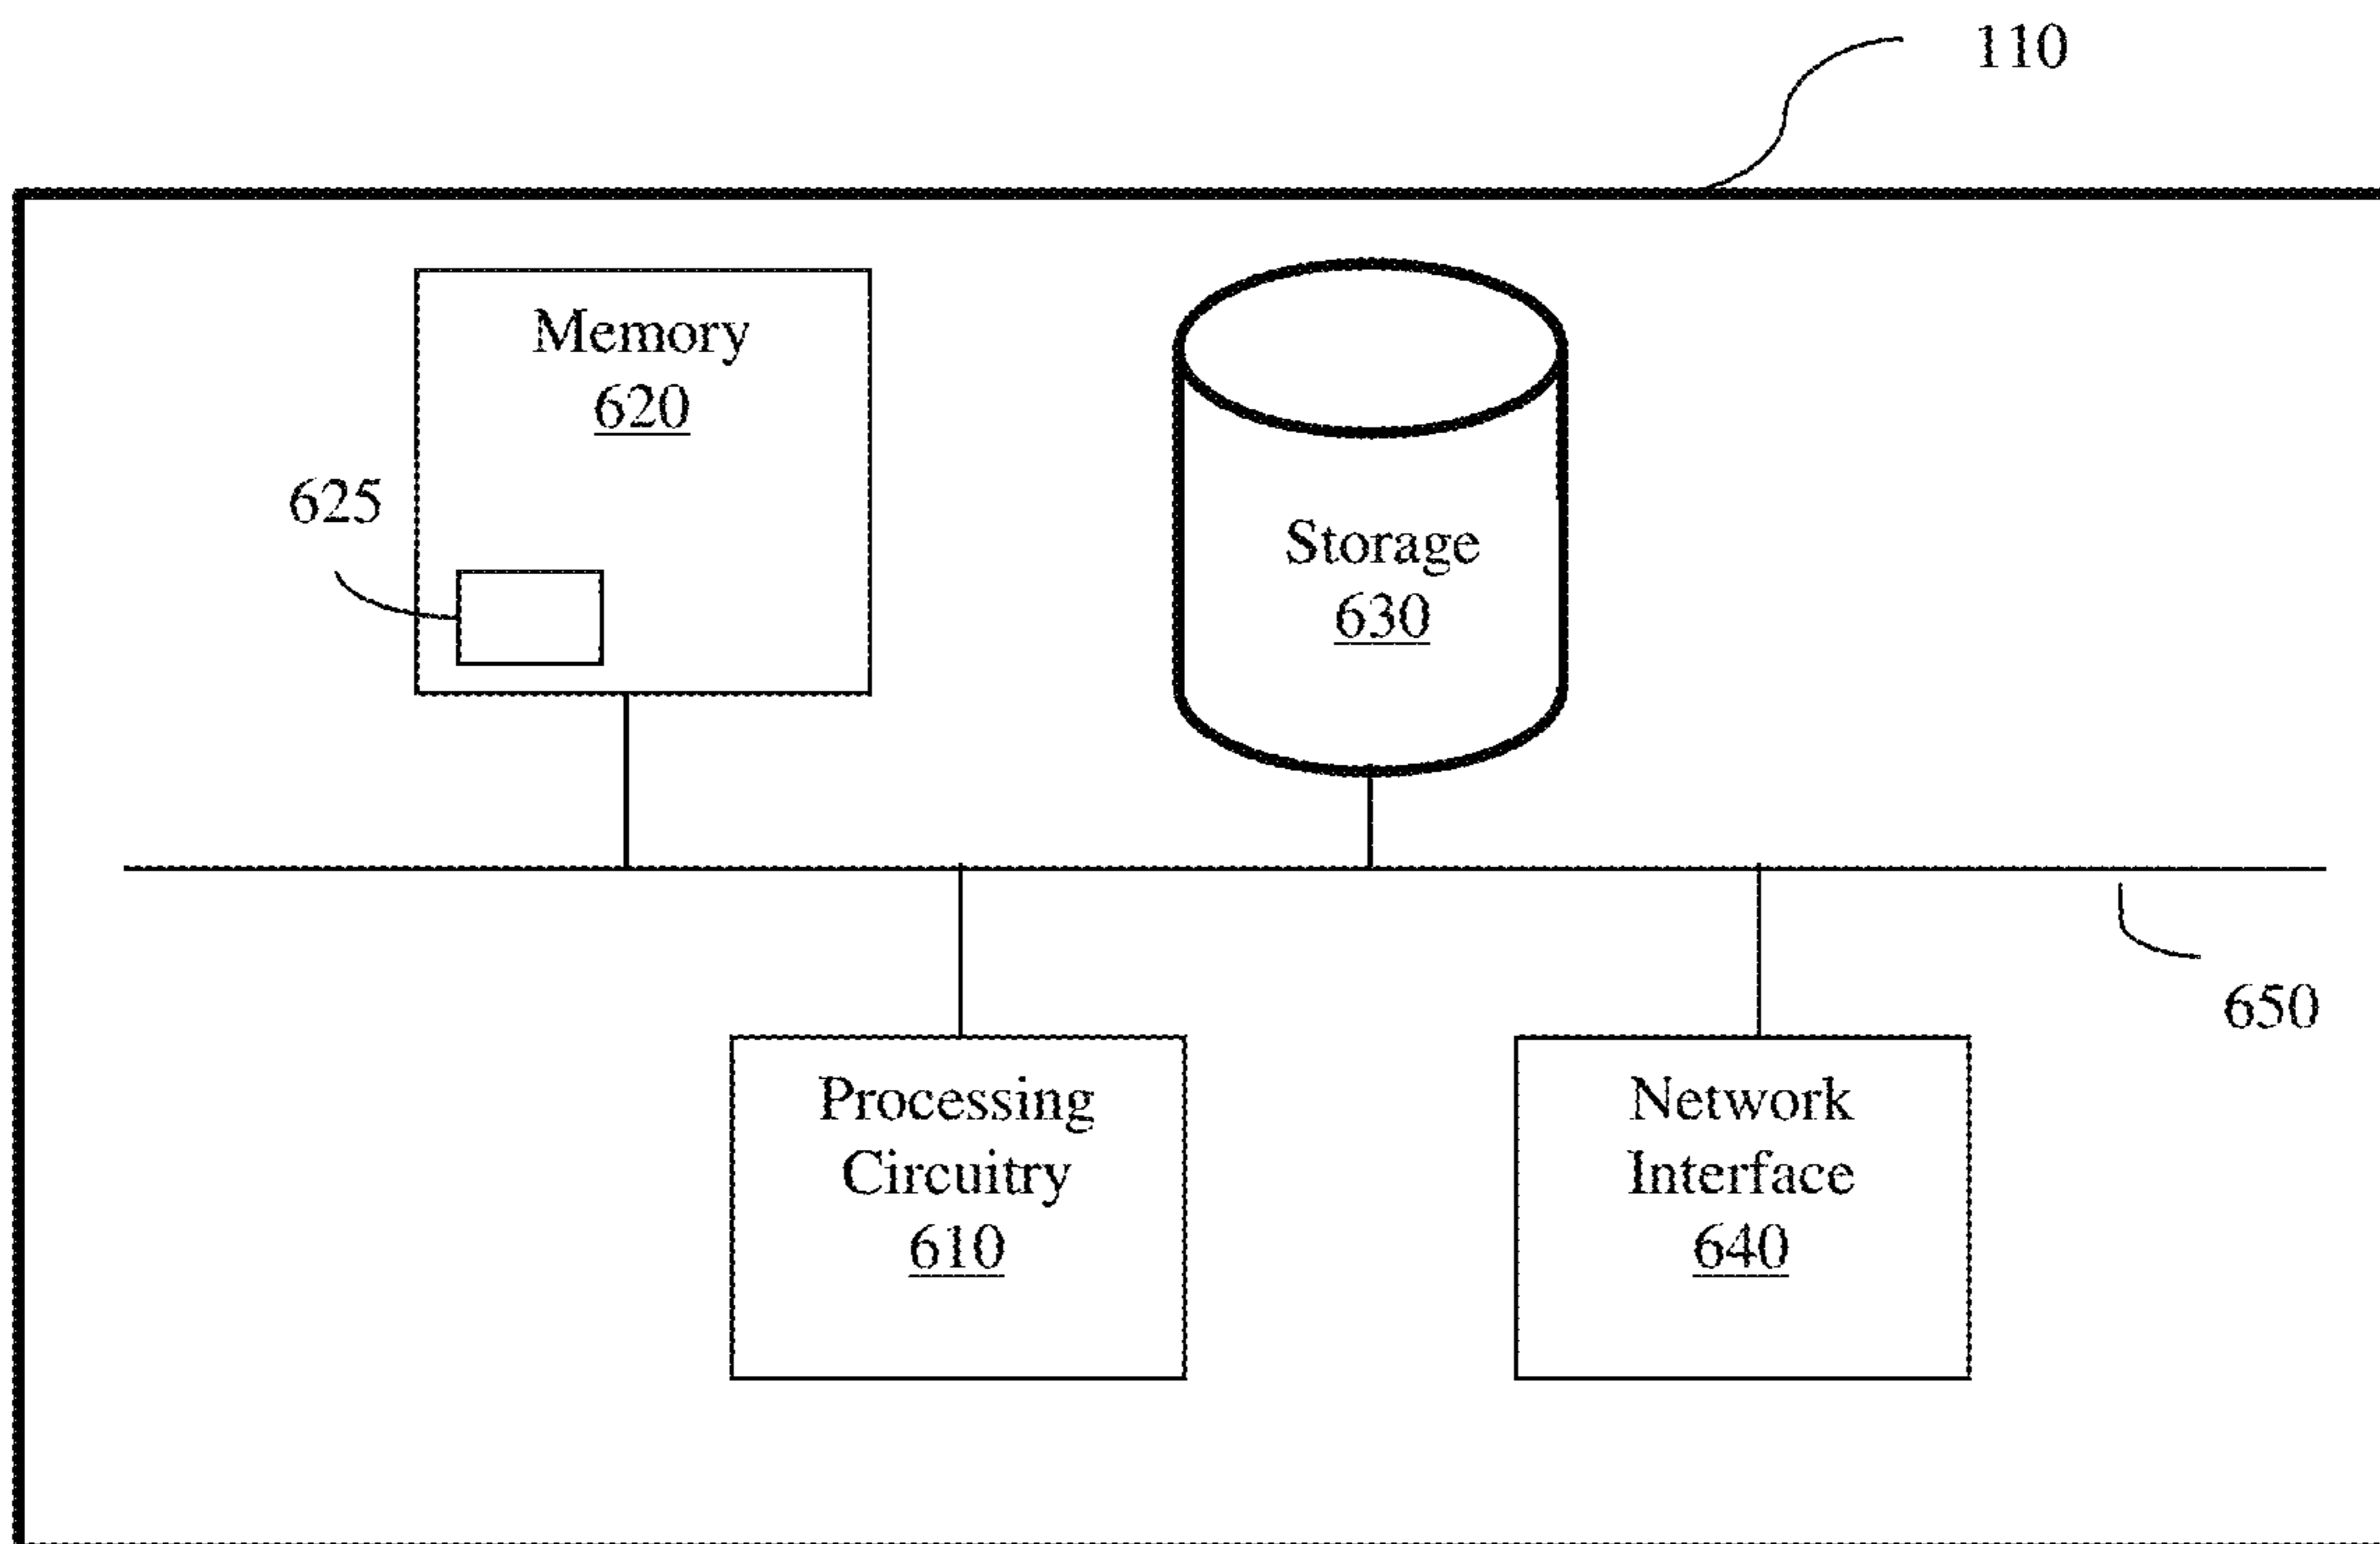 110
Memory
620
625
Storage
630
650
Processing
Circuitry
610
Network
Interface
640